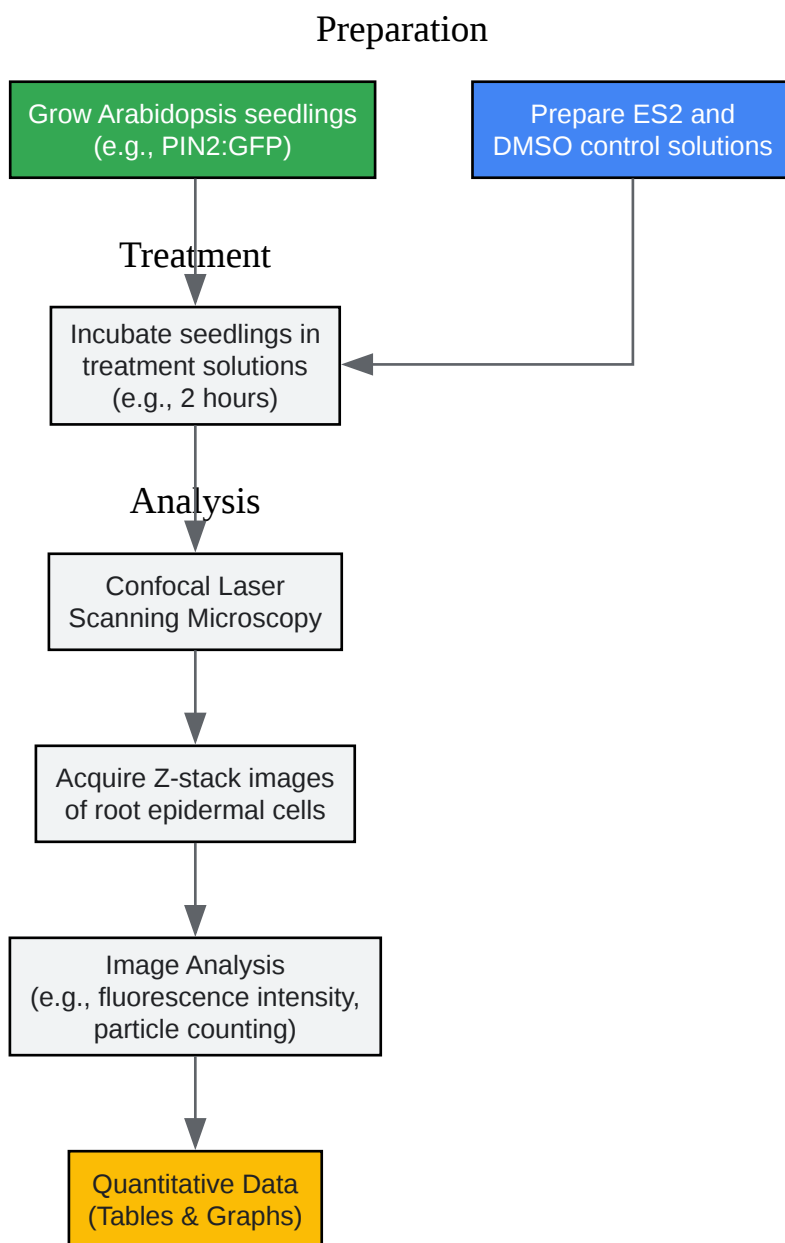 Preparation
Grow Arabidopsis seedlings
(e.g., PIN2:GFP)
Prepare ES2 and
DMSO control solutions
Treatment
Incubate seedlings in
treatment solutions
(e.g., 2 hours)
Analysis
Confocal Laser
Scanning Microscopy
Acquire Z-stack images
of root epidermal cells
Image Analysis
(e.g., fluorescence intensity,
particle counting)
Quantitative Data
(Tables & Graphs)